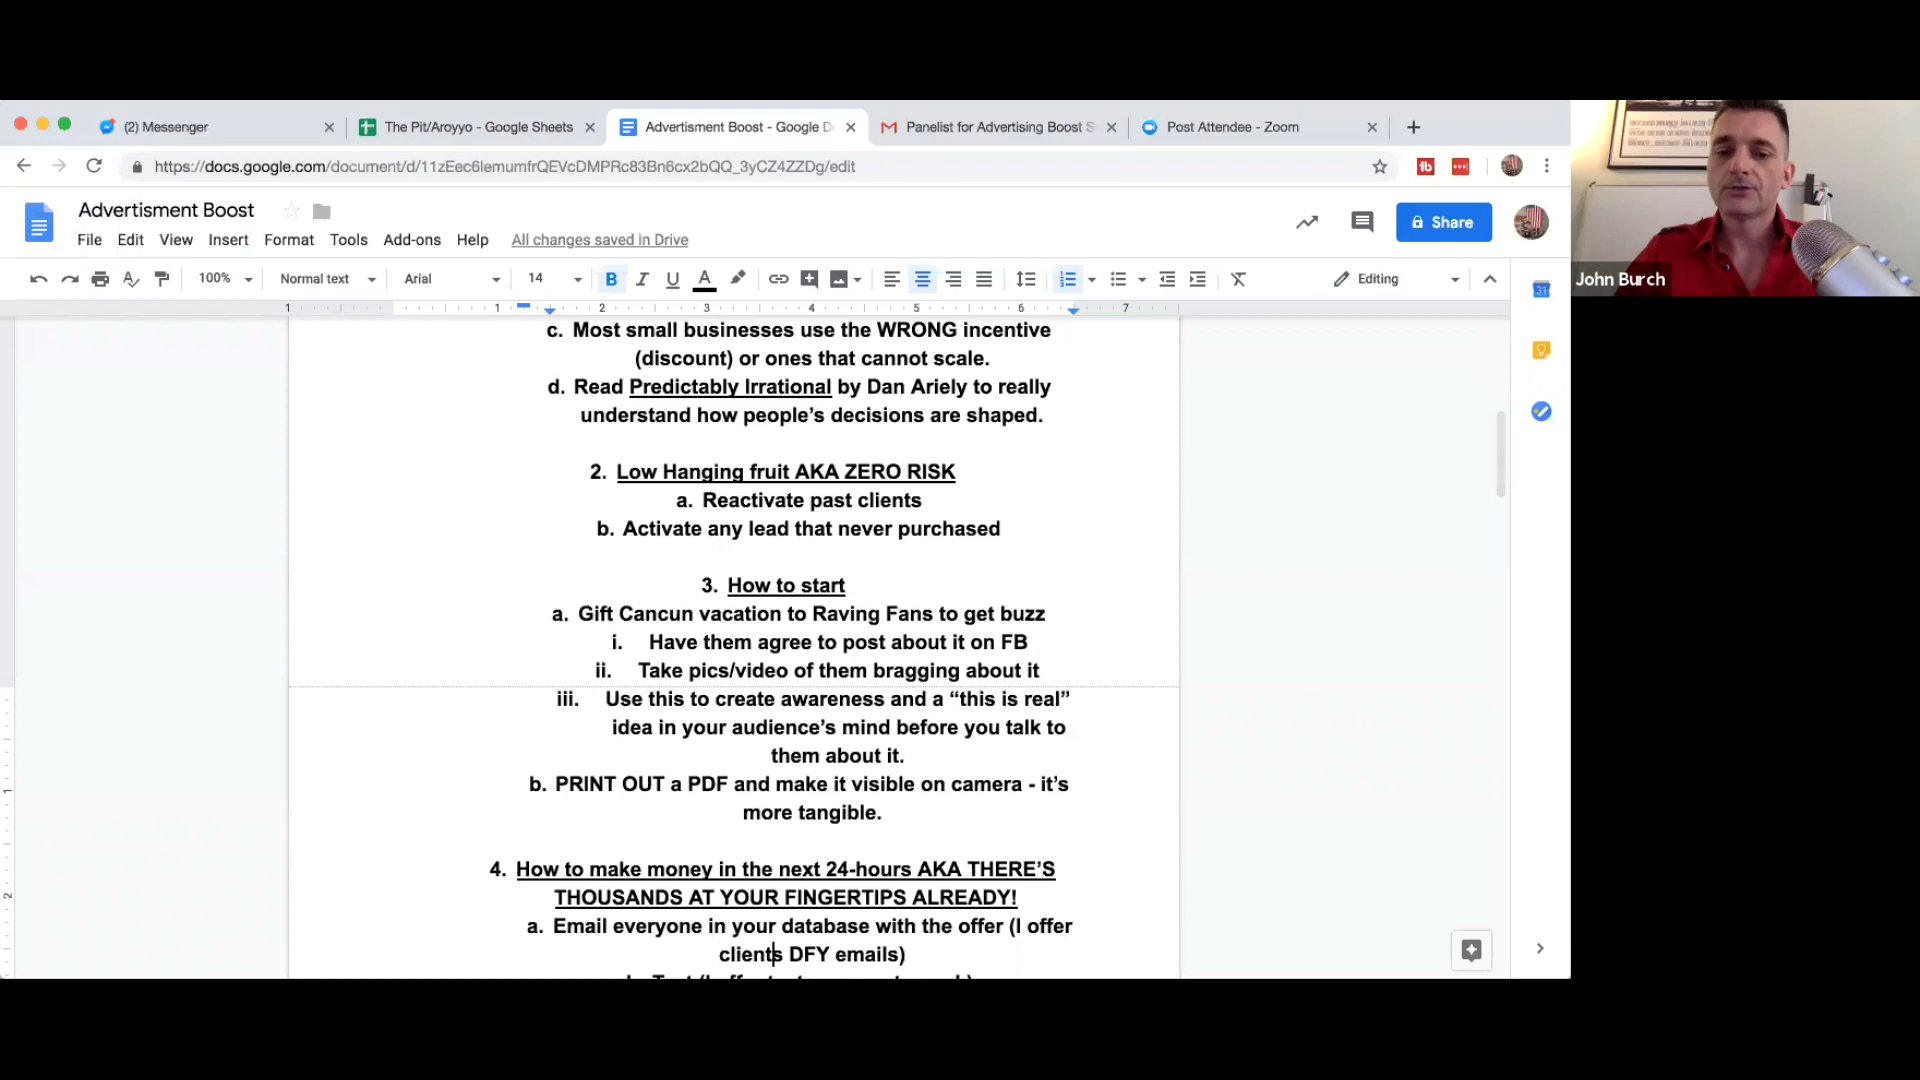 (2) Messenger
The Pit/Aroyyo - Google Sheets
Advertisment Boost - Google D
Panelist for Advertising Boost S
Post Attendee - Zoom
https://docs.google.com/document/d/11zEec6lemumfrQEVcDMPRc83Bn6cx2bQQ_3yCZ4ZZDg/edit
Advertisment Boost
Share
File Edit View Insert Format Tools Add-ons Help All changes saved in Drive
100% Normal text Arial 14 B I U A Editing
1 1 2 3 4 5 6 7
31
John Burch
c. Most small businesses use the WRONG incentive
(discount) or ones that cannot scale.
d. Read Predictably Irrational by Dan Ariely to really
understand how people’s decisions are shaped.
2. Low Hanging fruit AKA ZERO RISK
a. Reactivate past clients
b. Activate any lead that never purchased
3. How to start
a. Gift Cancun vacation to Raving Fans to get buzz
i. Have them agree to post about it on FB
ii. Take pics/video of them bragging about it
iii. Use this to create awareness and a “this is real”
idea in your audience’s mind before you talk to
them about it.
b. PRINT OUT a PDF and make it visible on camera - it’s
more tangible.
4. How to make money in the next 24-hours AKA THERE’S
THOUSANDS AT YOUR FINGERTIPS ALREADY!
a. Email everyone in your database with the offer (I offer
clients DFY emails)